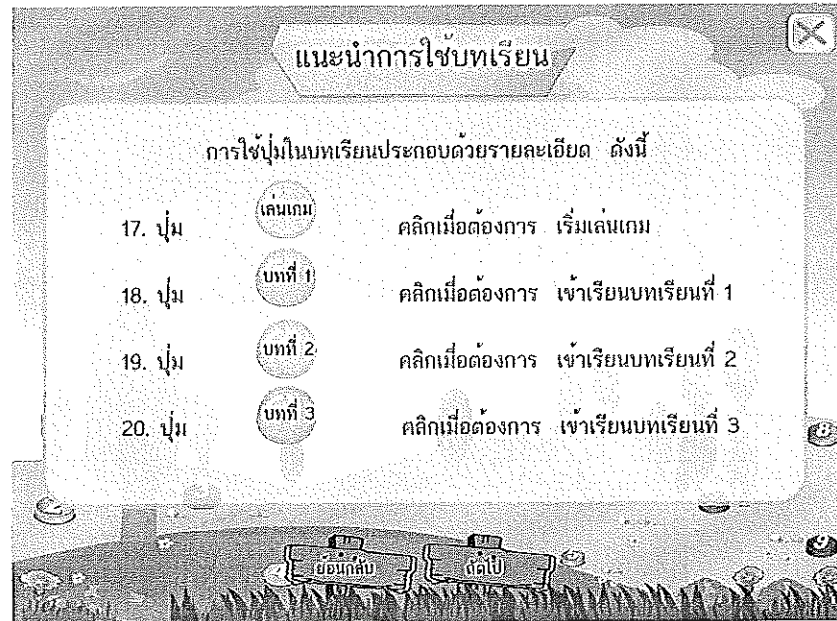 แนะนำการใช้บทเรียน
การใช้ปุ่มในบทเรียนประกอบด้วยรายละเอียด ดังนี้
17. ปุ่ม เล่นเกม คลิกเมื่อต้องการ เริ่มเล่นเกม
18. ปุ่ม บทที่ 1 คลิกเมื่อต้องการ เข้าเรียนบทเรียนที่ 1
19. ปุ่ม บทที่ 2 คลิกเมื่อต้องการ เข้าเรียนบทเรียนที่ 2
20. ปุ่ม บทที่ 3 คลิกเมื่อต้องการ เข้าเรียนบทเรียนที่ 3
ย้อนกลับ ถัดไป